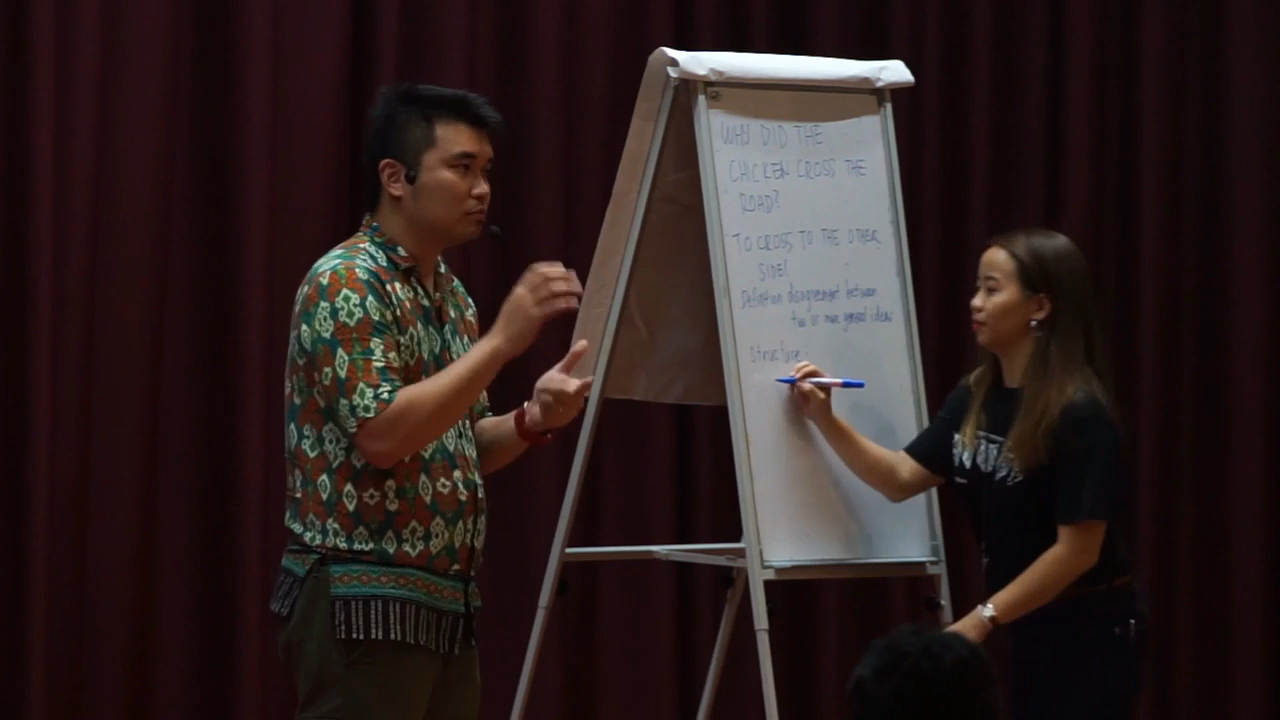 WHY DID THE
CHICKEN CROSS THE
ROAD?
TO CROSS TO THE OTHER
SIDE!
Definition disagreement between
two or more general ideas
Structure: